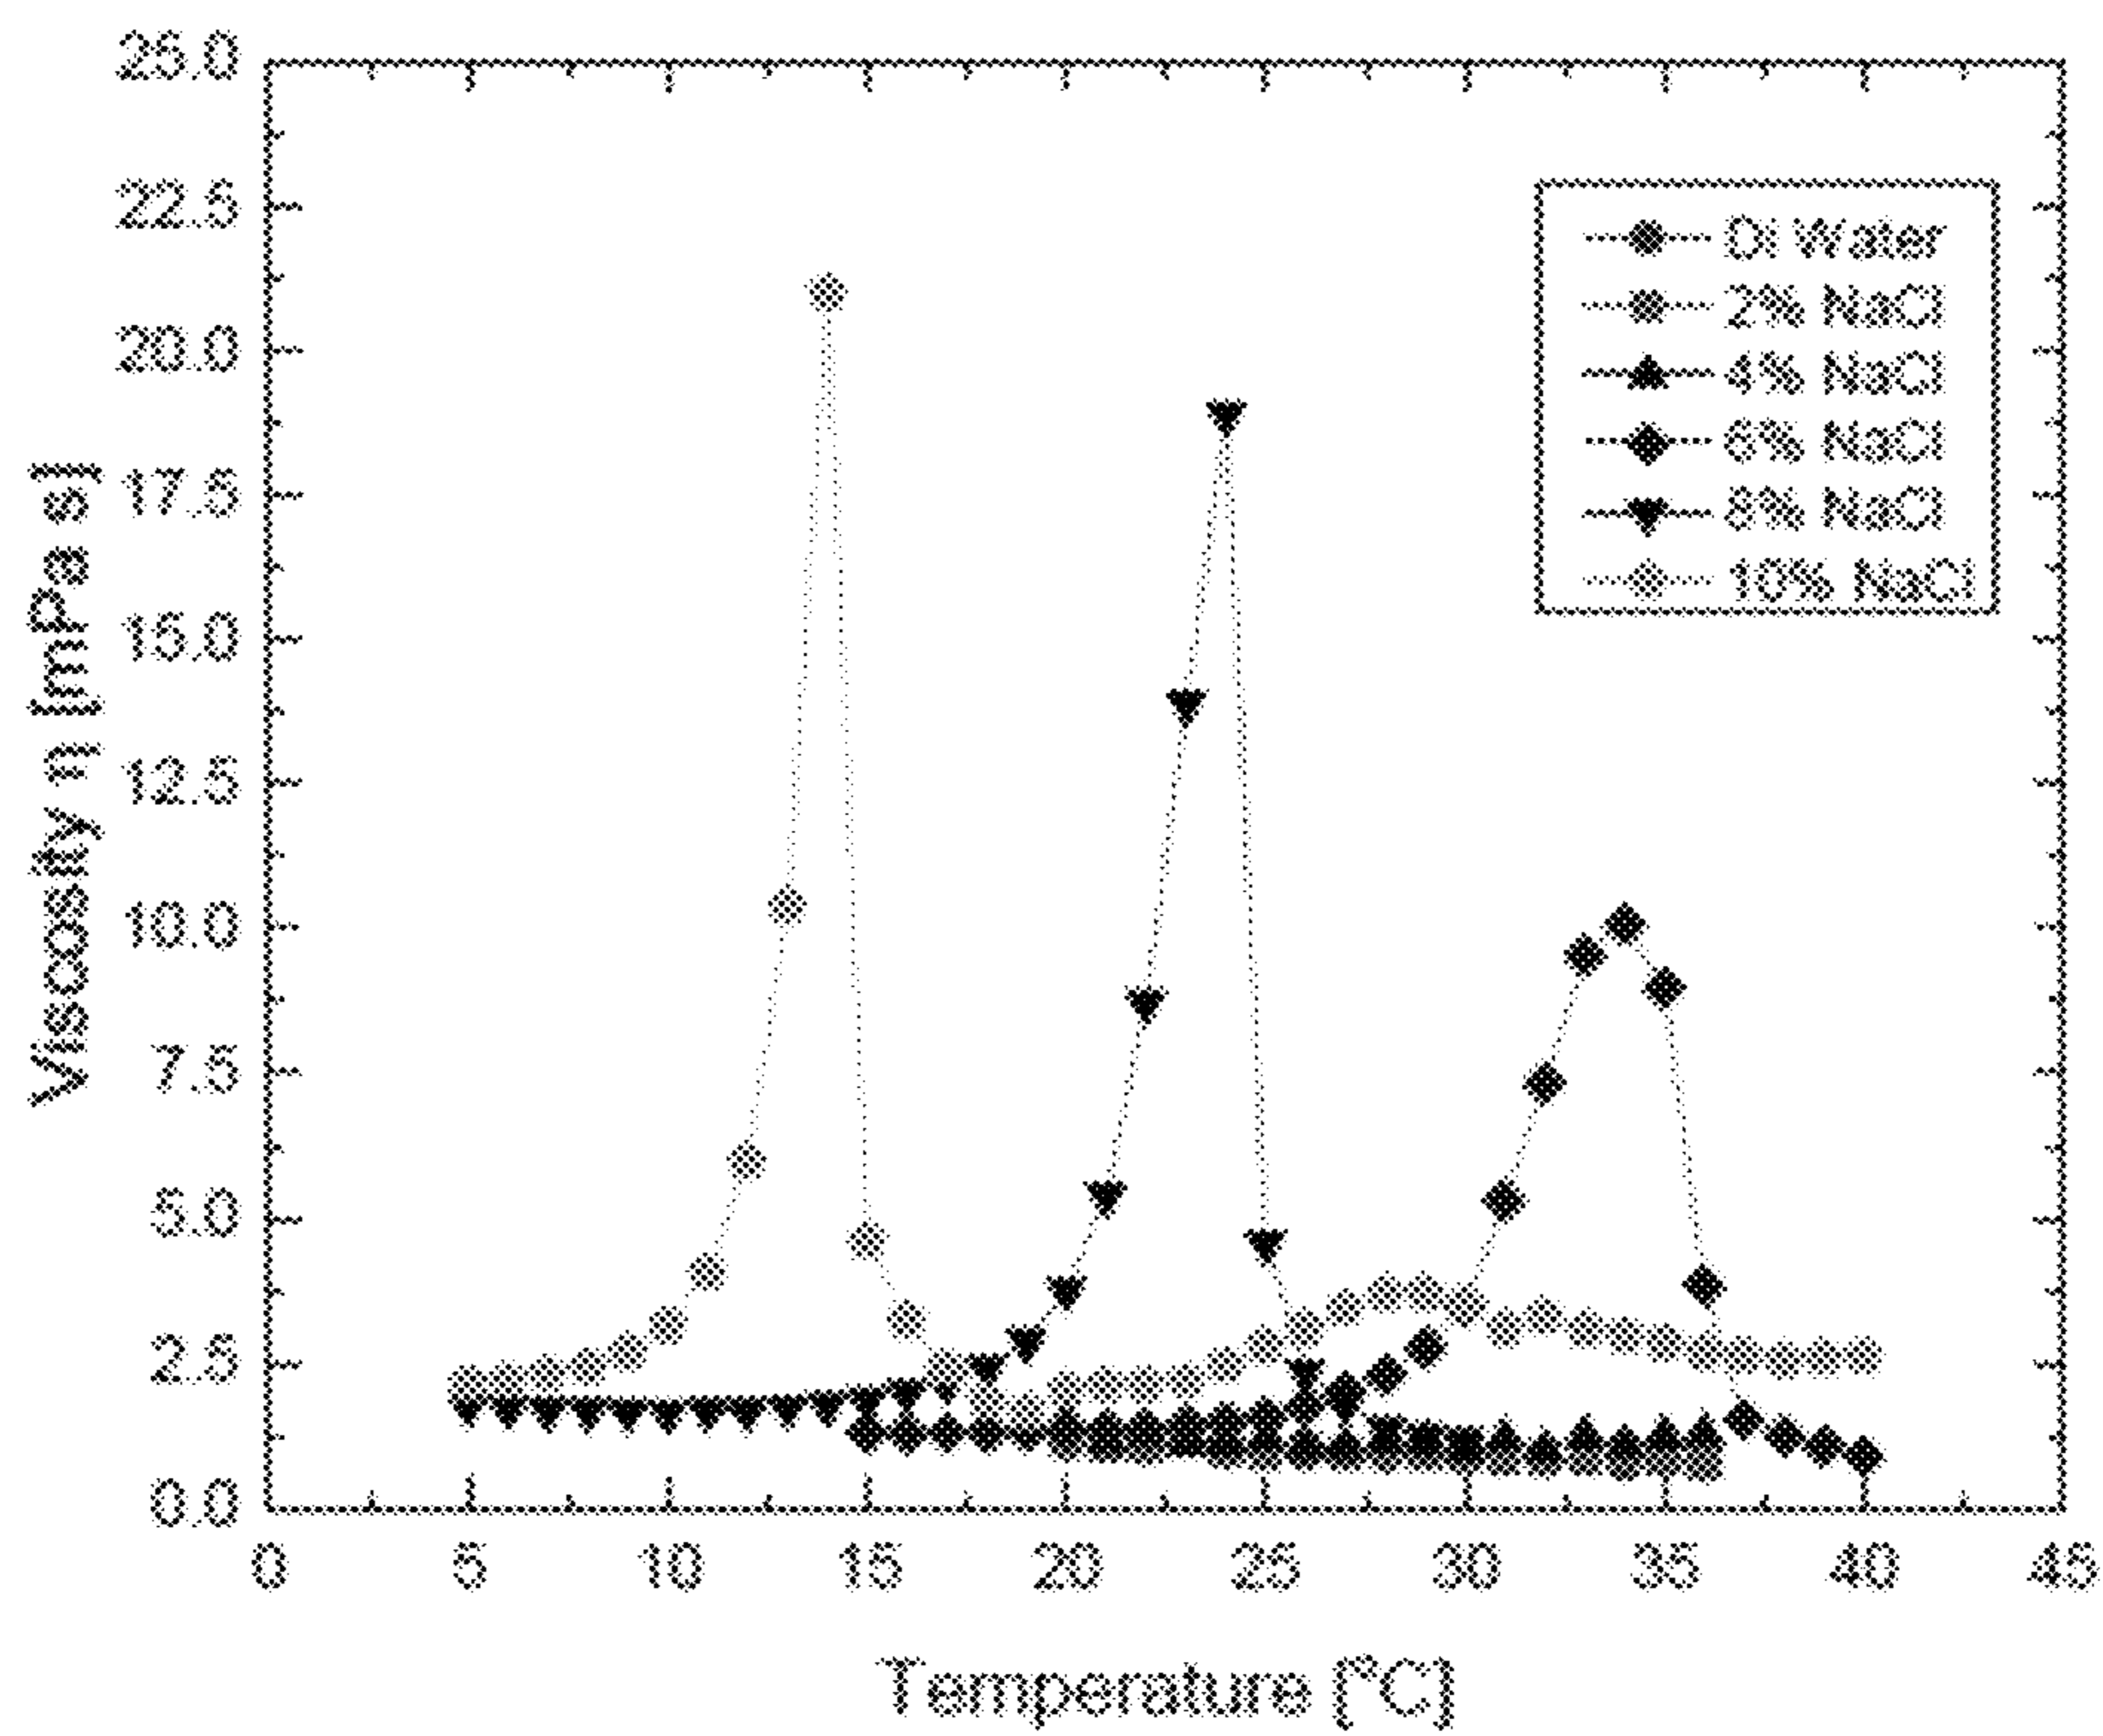 25.0
22.5
20.0
17.5
15.0
12.5
10.0
7.5
5.0
2.5
0.0
Viscosity η [mPa s]
DI Water
2% NaCl
4% NaCl
6% NaCl
8% NaCl
10% NaCl
0 5 10 15 20 25 30 35 40 45
Temperature [°C]